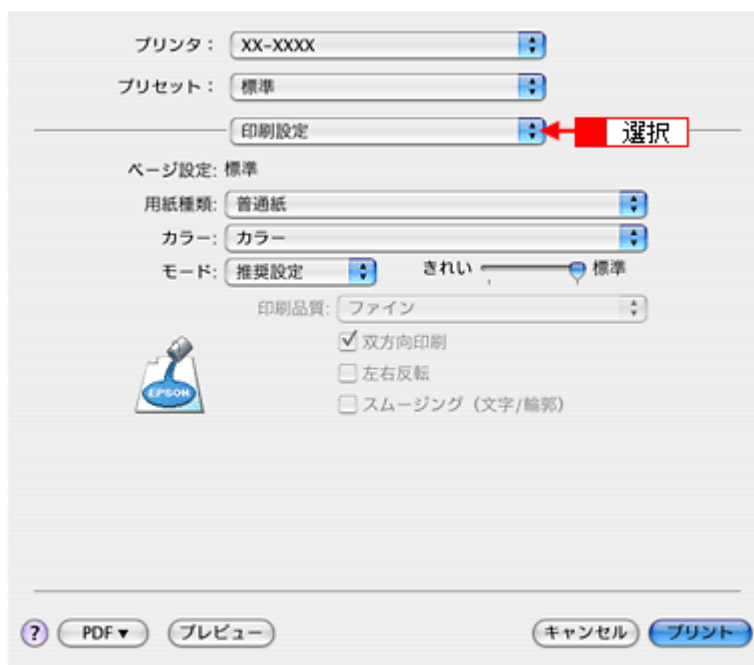 プリンタ： XX-XXXX
プリセット： 標準
印刷設定 選択
ページ設定: 標準
用紙種類: 普通紙
カラー: カラー
モード: 推奨設定 きれい 標準
印刷品質: ファイン
双方向印刷
左右反転
EPSON
スムージング（文字/輪郭）
? PDF▼ プレビュー キャンセル プリント